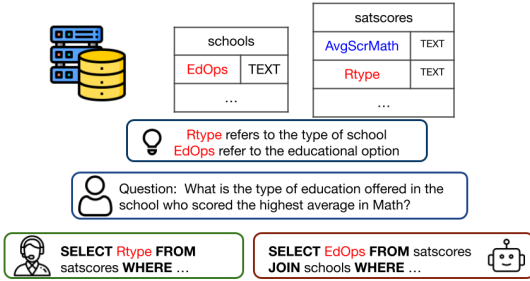 schools
EdOps TEXT
...
satscores
AvgScrMath TEXT
Rtype TEXT
...
Rtype refers to the type of school
EdOps refer to the educational option
Question: What is the type of education offered in the
school who scored the highest average in Math?
SELECT Rtype FROM
satscores WHERE ...
SELECT EdOps FROM satscores
JOIN schools WHERE ...